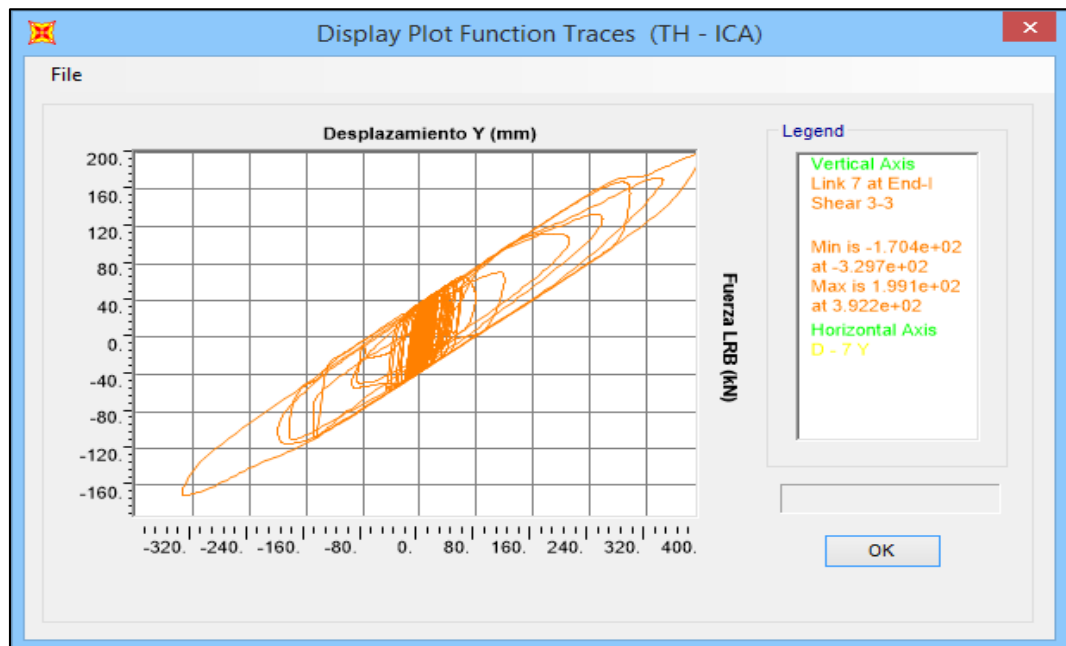 Display Plot Function Traces (TH - ICA)
×
File
Desplazamiento Y (mm)
200.
160.
120.
80.
40.
0.
-40.
-80.
-120.
-160.
-320. -240. -160. -80. 0. 80. 160. 240. 320. 400.
Fuerza LRB (kN)
Legend
Vertical Axis
Link 7 at End-I
Shear 3-3
Min is -1.704e+02
at -3.297e+02
Max is 1.991e+02
at 3.922e+02
Horizontal Axis
D - 7 Y
OK